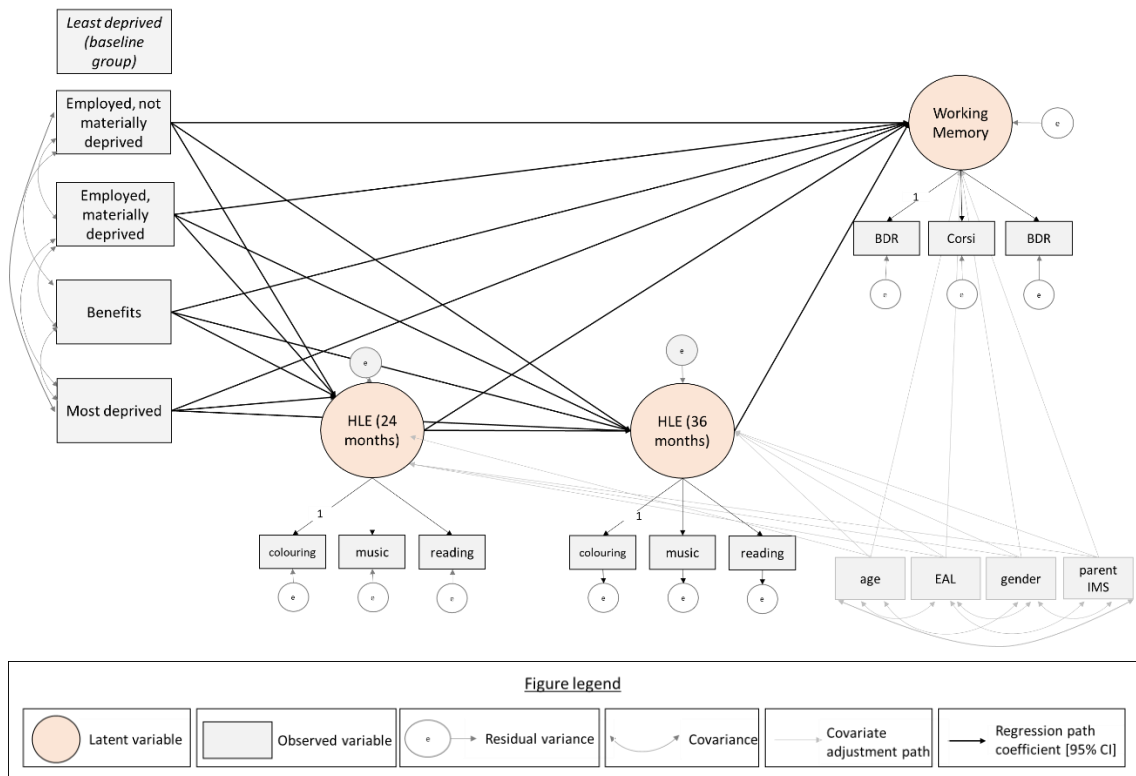 Least deprived
(baseline
group)
Employed, not
materially
deprived
Employed,
materially
deprived
Benefits
Most deprived
Working
Memory
e
1
BDR
Corsi
BDR
e
e
e
e
e
HLE (24
months)
HLE (36
months)
1
1
colouring
music
reading
colouring
music
reading
e
e
e
e
e
e
age
EAL
gender
parent
IMS
Figure legend
Latent variable
Observed variable
e
Residual variance
Covariance
Covariate
adjustment path
Regression path
coefficient [95% CI]